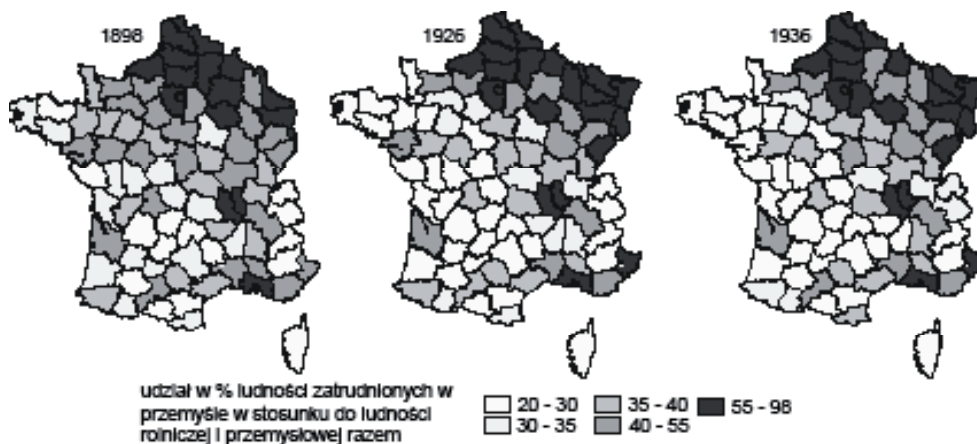 1898
1926
1936
udział w % ludności zatrudnionych w
przemyśle w stosunku do ludności
rolniczej i przemysłowej razem
20 - 30
35 - 40
55 - 98
30 - 35
40 - 55